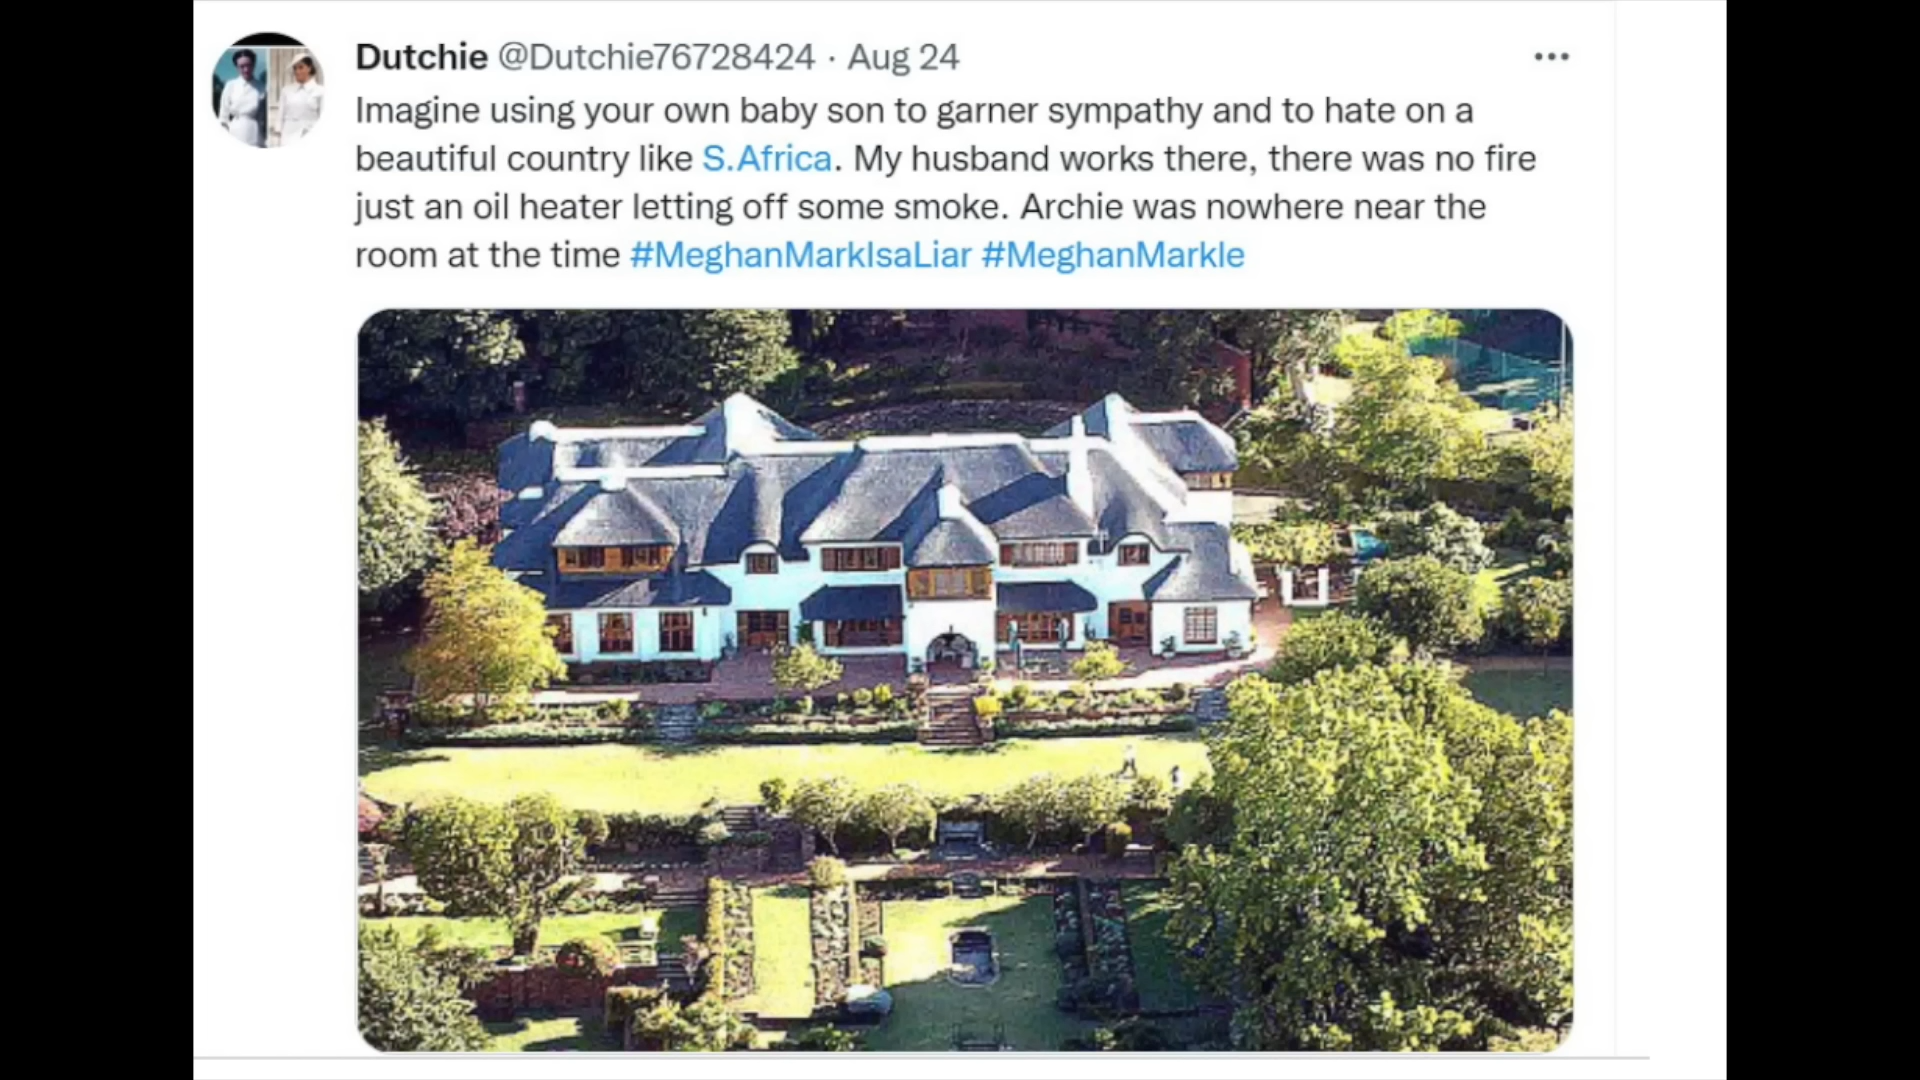 Dutchie @Dutchie76728424 · Aug 24
Imagine using your own baby son to garner sympathy and to hate on a
beautiful country like S.Africa. My husband works there, there was no fire
just an oil heater letting off some smoke. Archie was nowhere near the
room at the time #MeghanMarkIsaLiar #MeghanMarkle